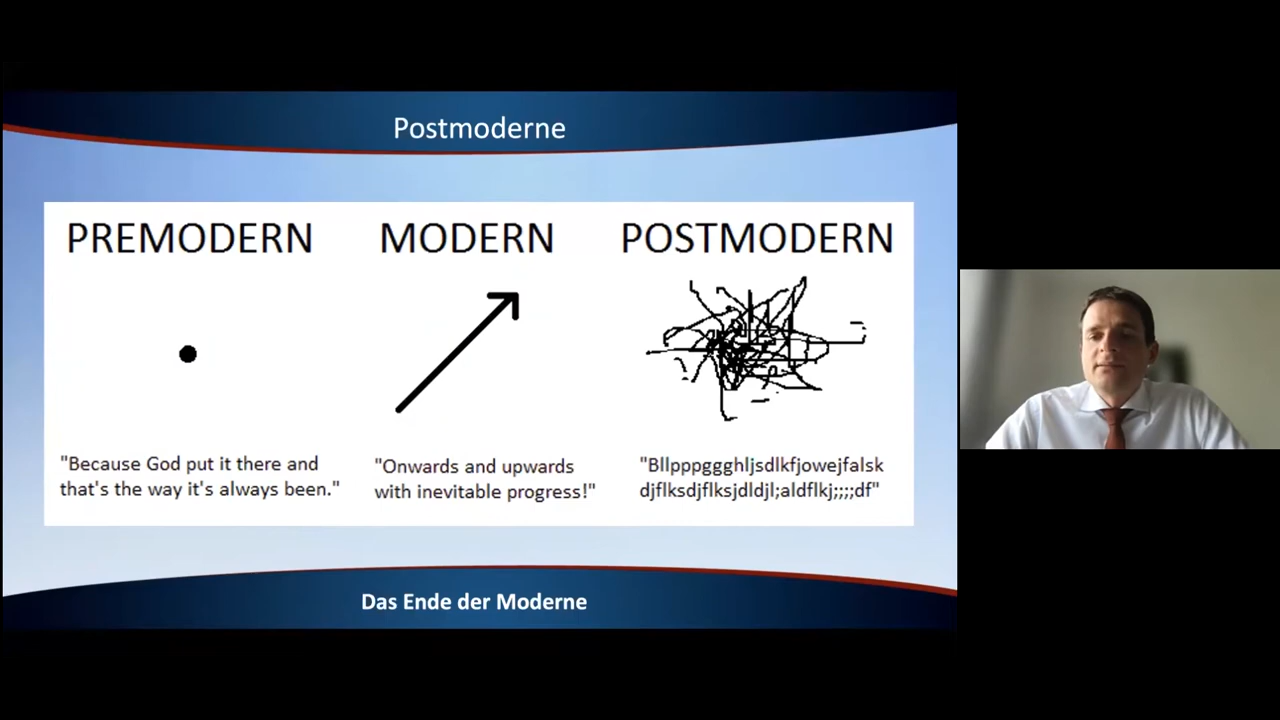 Postmoderne
PREMODERN
MODERN
POSTMODERN
"Because God put it there and
that's the way it's always been."
"Onwards and upwards
with inevitable progress!"
"Bllpppggghljsdlkfjowejfalsk
djflksdjflksjdldjl;aldflkj;;;;df"
Das Ende der Moderne